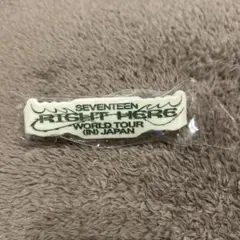 SEVENTEEN
RIGHT HERE
WORLD TOUR
[IN] JAPAN